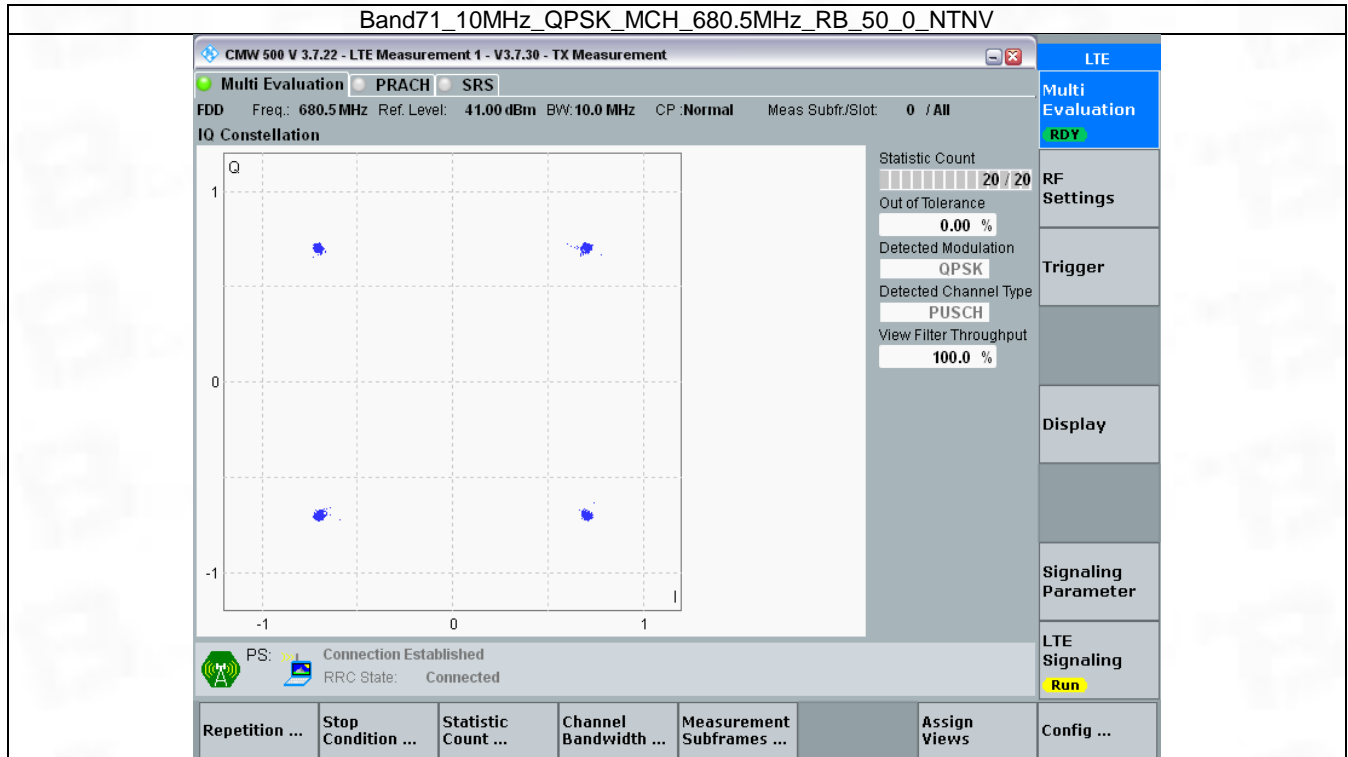 Band71_10MHz_QPSK_MCH_680.5MHz_RB_50_0_NTNV
CMW 500 V 3.7.22 - LTE Measurement 1 - V3.7.30 - TX Measurement
LTE
Multi Evaluation PRACH SRS
Multi
Evaluation
RDY
FDD Freq.: 680.5 MHz Ref. Level: 41.00 dBm BW: 10.0 MHz CP :Normal Meas Subfr./Slot: 0 / All
IQ Constellation
Q
1
0
-1
I
-1 0 1
Statistic Count
20 / 20
Out of Tolerance
0.00 %
Detected Modulation
QPSK
Detected Channel Type
PUSCH
View Filter Throughput
100.0 %
RF
Settings
Trigger
Display
Signaling
Parameter
LTE
Signaling
Run
PS: Connection Established
RRC State: Connected
Repetition ...
Stop
Condition ...
Statistic
Count ...
Channel
Bandwidth ...
Measurement
Subframes ...
Assign
Views
Config ...